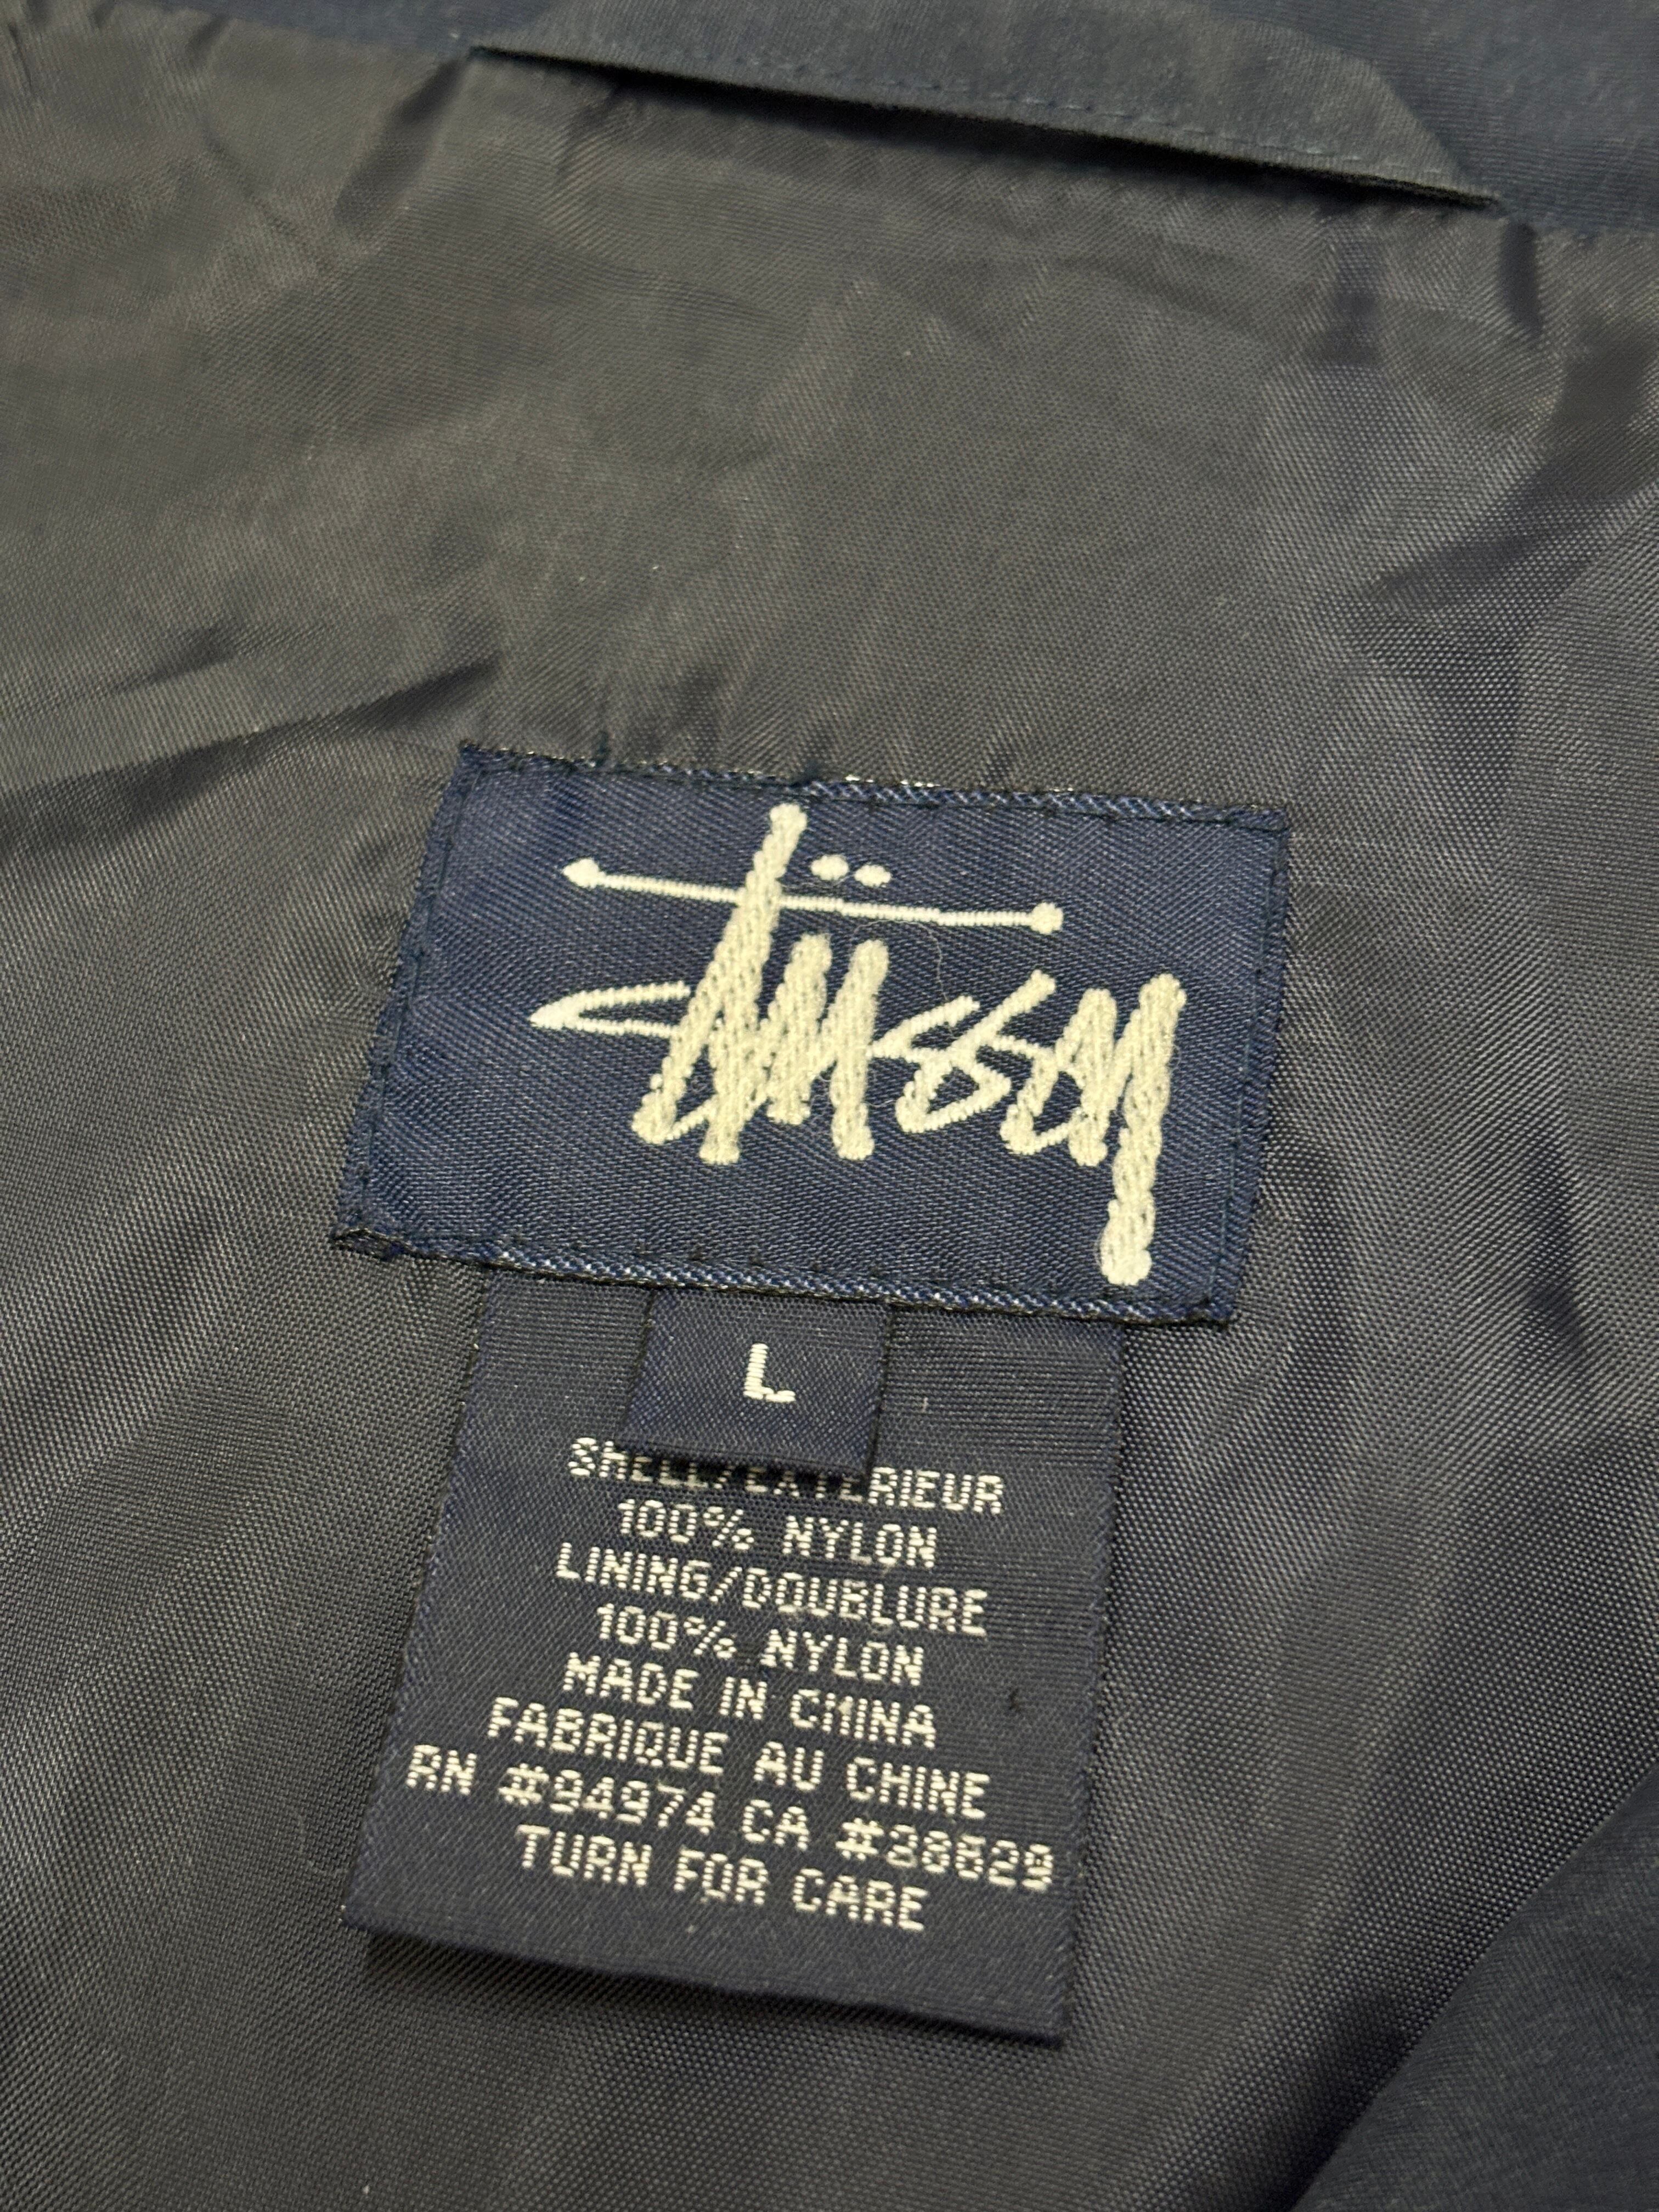 Stüssy
L
SHELL/EXTERIEUR
100% NYLON
LINING/DOUBLURE
100% NYLON
MADE IN CHINA
FABRIQUE AU CHINE
RN #94974 CA #38829
TURN FOR CARE